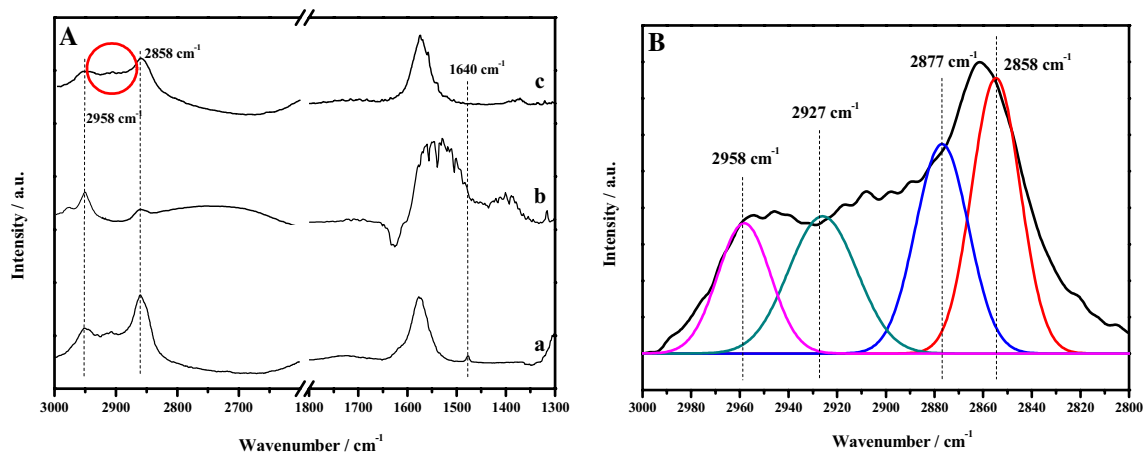 A
2858 cm-1
1640 cm-1
c
2958 cm-1
b
a
Intensity / a.u.
3000 2900 2800 2700 1800 1700 1600 1500 1400 1300
Wavenumber / cm-1
B
2877 cm-1
2858 cm-1
2927 cm-1
2958 cm-1
Intensity / a.u.
3000 2980 2960 2940 2920 2900 2880 2860 2840 2820 2800
Wavenumber / cm-1